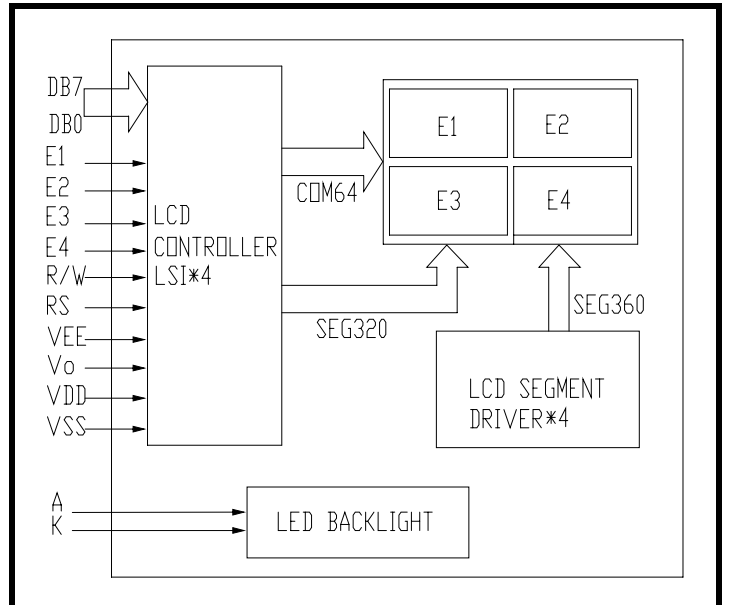 DB7
DB0
E1
E2
E3
E4
R/W
RS
VEE
Vo
VDD
VSS
A
K
LCD
CONTROLLER
LSI*4
COM64
SEG320
E1
E2
E3
E4
SEG360
LCD SEGMENT
DRIVER*4
LED BACKLIGHT